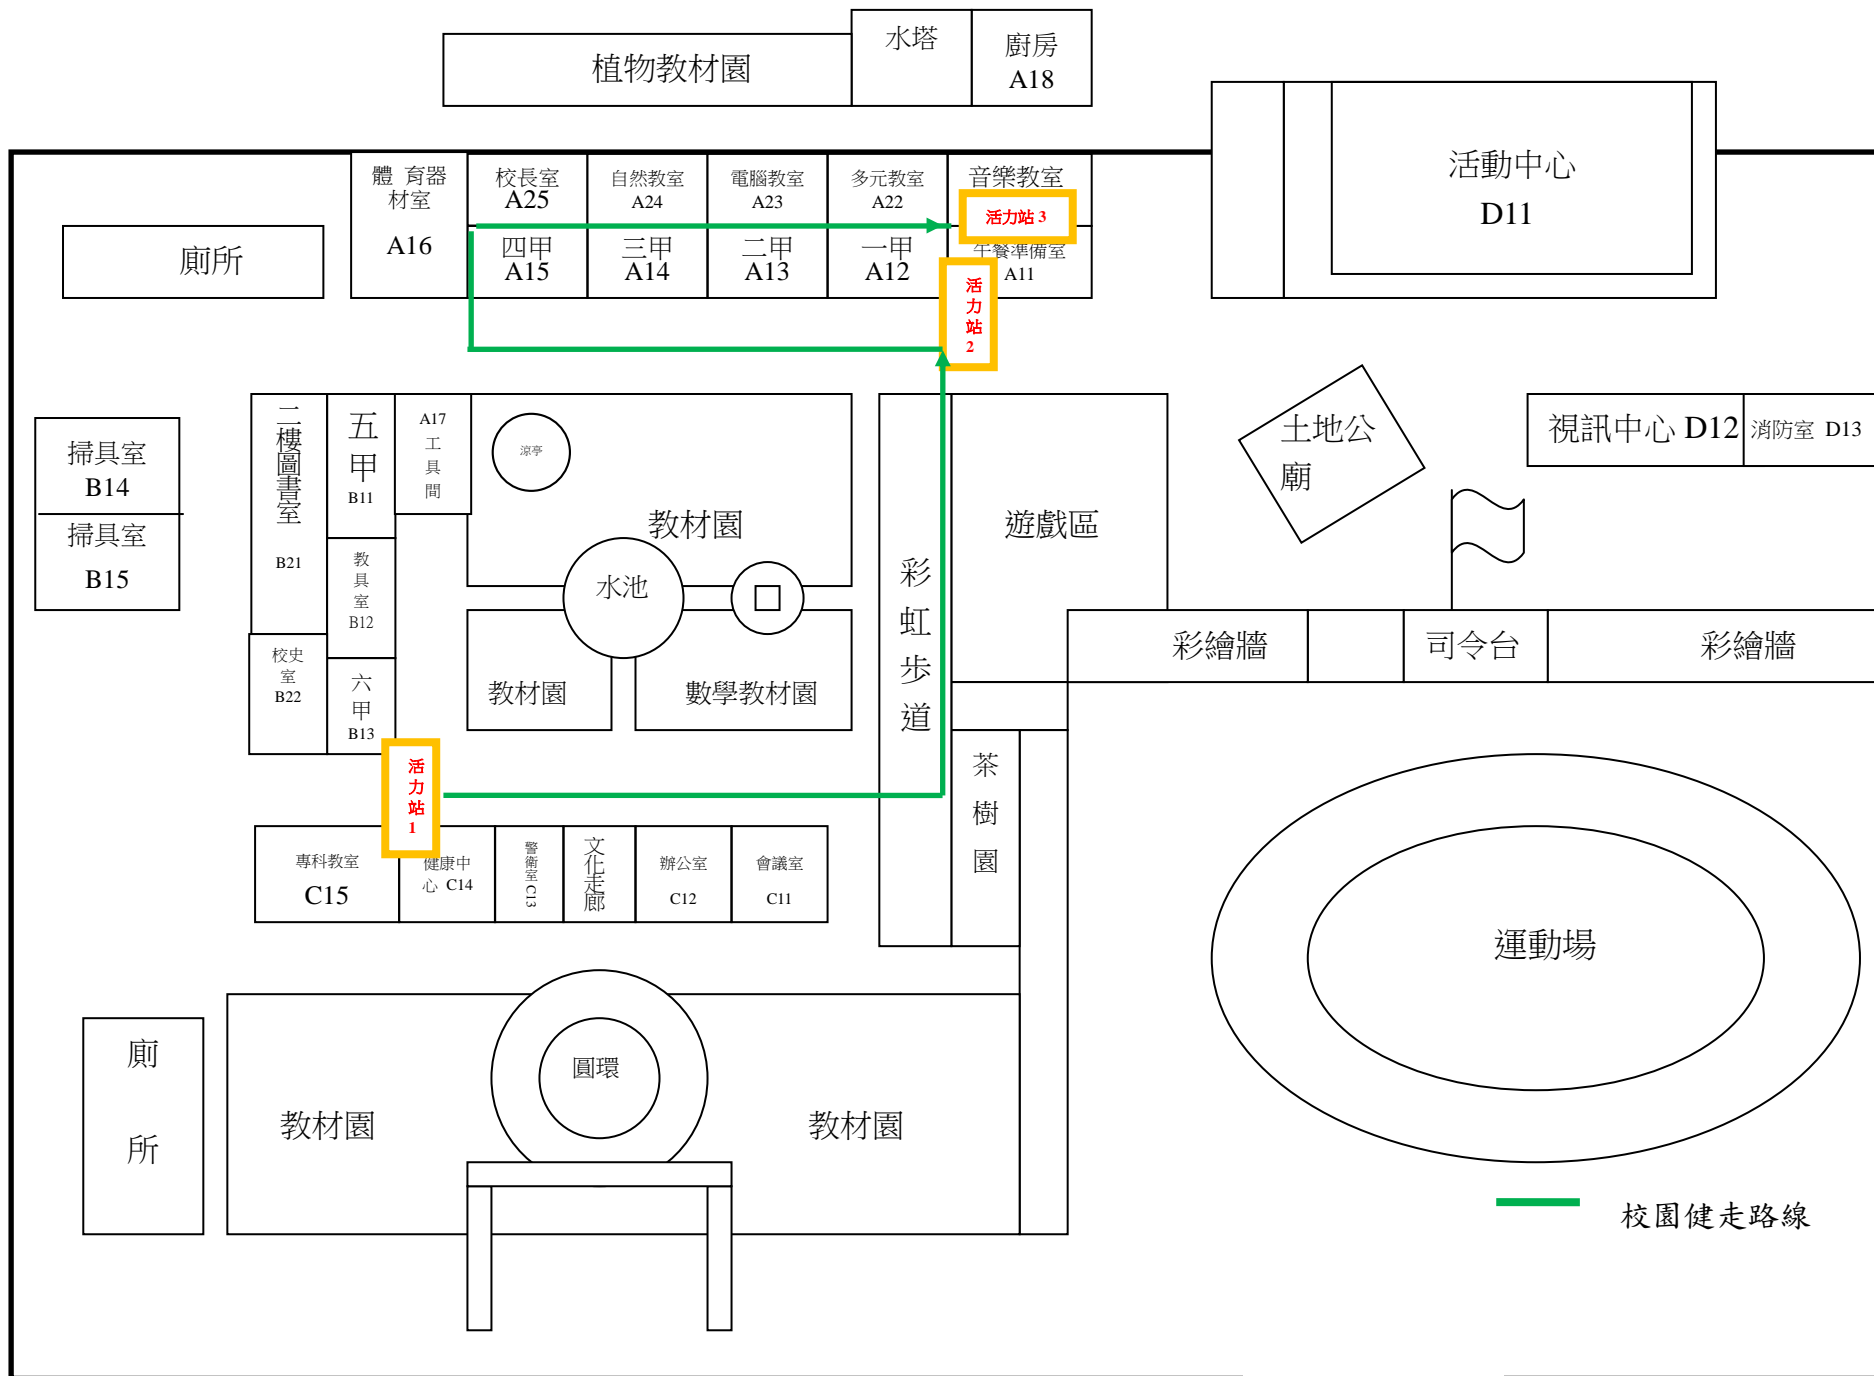 植物教材園
水塔
廚房
A18
活動中心
D11
體 育器
材室
A16
校長室
A25
自然教室
A24
電腦教室
A23
多元教室
A22
音樂教室
活力站 3
廁所
四甲
A15
三甲
A14
二甲
A13
一甲
A12
午餐準備室
A11
活
力
站
2
掃具室
B14
掃具室
B15
二樓圖書室
B21
五甲
B11
A17
工具間
涼亭
教材園
水池
教具室
B12
校史
室
B22
六甲
B13
教材園
數學教材園
彩虹步道
遊戲區
土地公
廟
視訊中心 D12
消防室 D13
彩繪牆
司令台
彩繪牆
茶樹園
活
力
站
1
專科教室
C15
健康中
心 C14
警衛室 C13
文化走廊
辦公室
C12
會議室
C11
運動場
廁所
教材園
圓環
教材園
校園健走路線